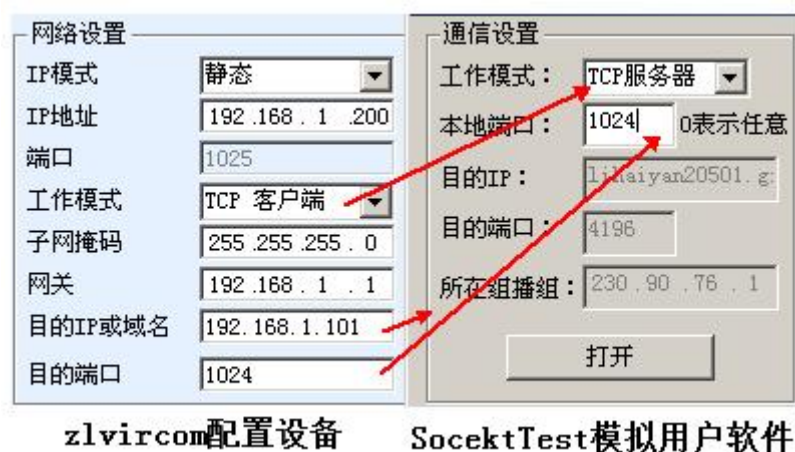 网络设置
IP模式 静态
IP地址 192 .168 . 1 .200
端口 1025
工作模式 TCP 客户端
子网掩码 255 .255 .255 . 0
网关 192 .168 . 1 . 1
目的IP或域名 192.168.1.101
目的端口 1024
zlvircom配置设备
通信设置
工作模式： TCP服务器
本地端口： 1024 0表示任意
目的IP： lihaiyan20501.g
目的端口： 4196
所在组播组： 230 .90 .76 . 1
打开
SocektTest模拟用户软件